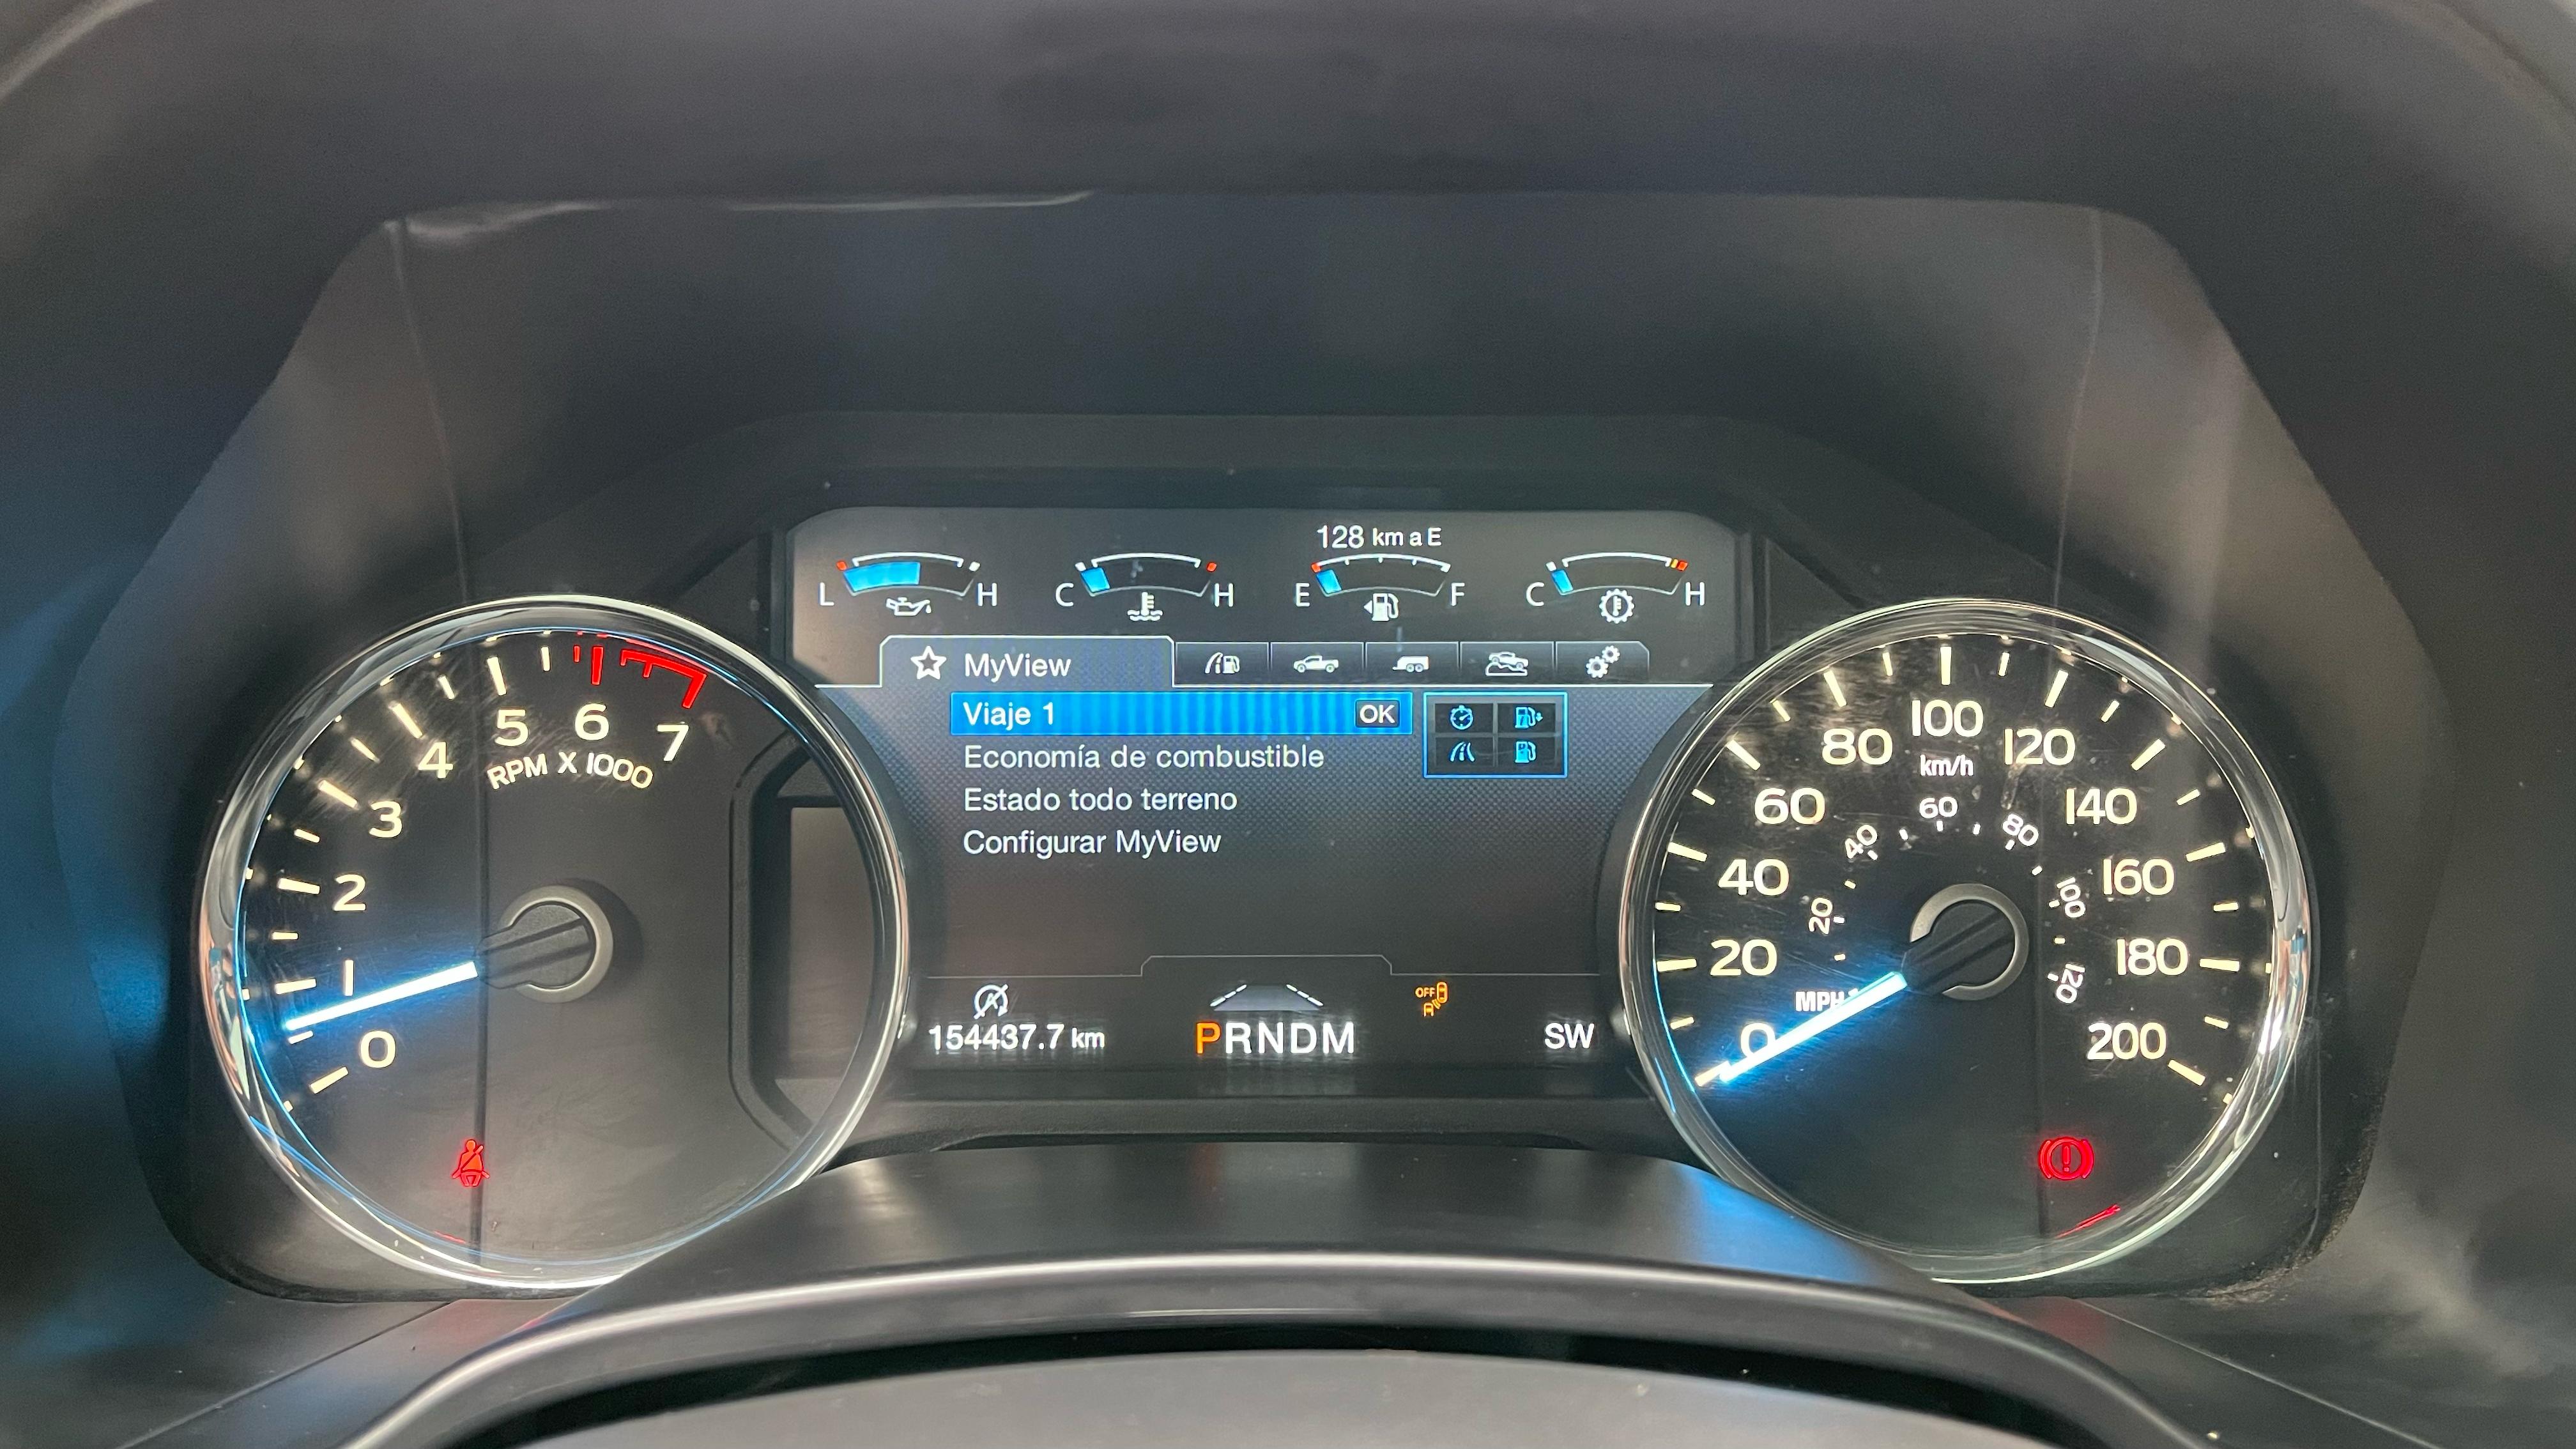 128 km a E
L H C H E F C H
MyView
Viaje 1 OK
Economía de combustible
Estado todo terreno
Configurar MyView
OFF
A
154437.7 km
PRNDM
SW
0 1 2 3 4 5 6 7
RPM X 1000
0 20 40 60 80 100 120 140 160 180 200
km/h
20 40 60 80 100 120
MPH